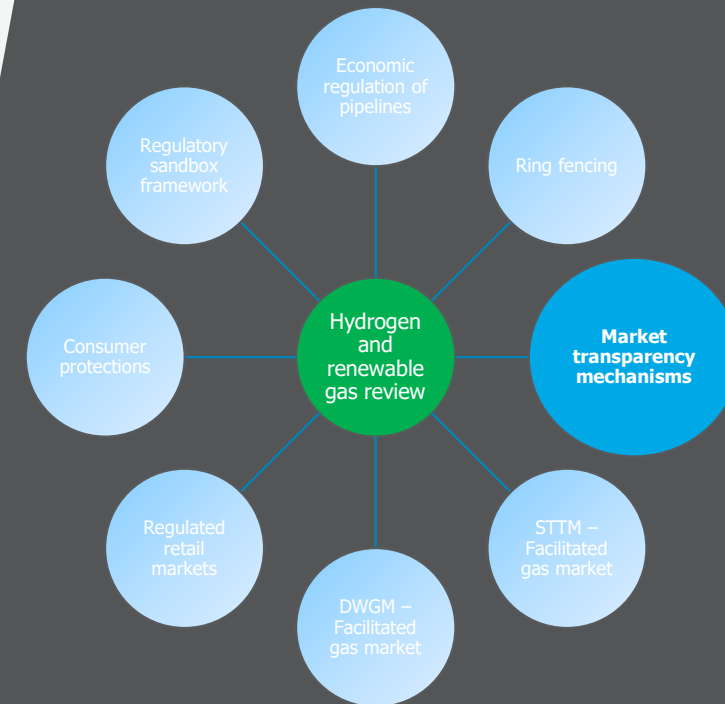 Economic
regulation of
pipelines
Regulatory
sandbox
framework
Ring fencing
Hydrogen
and
renewable
gas review
Market
transparency
mechanisms
Consumer
protections
Regulated
retail
markets
STTM –
Facilitated
gas market
DWGM –
Facilitated
gas market